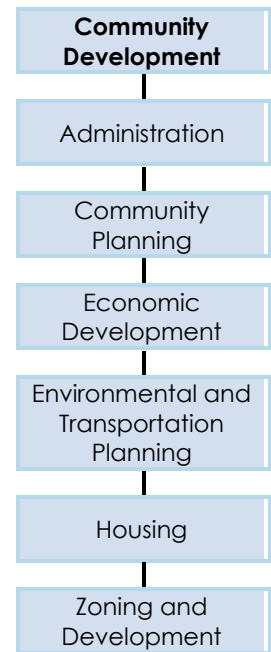 Community
Development
Administration
Community
Planning
Economic
Development
Environmental and
Transportation
Planning
Housing
Zoning and
Development